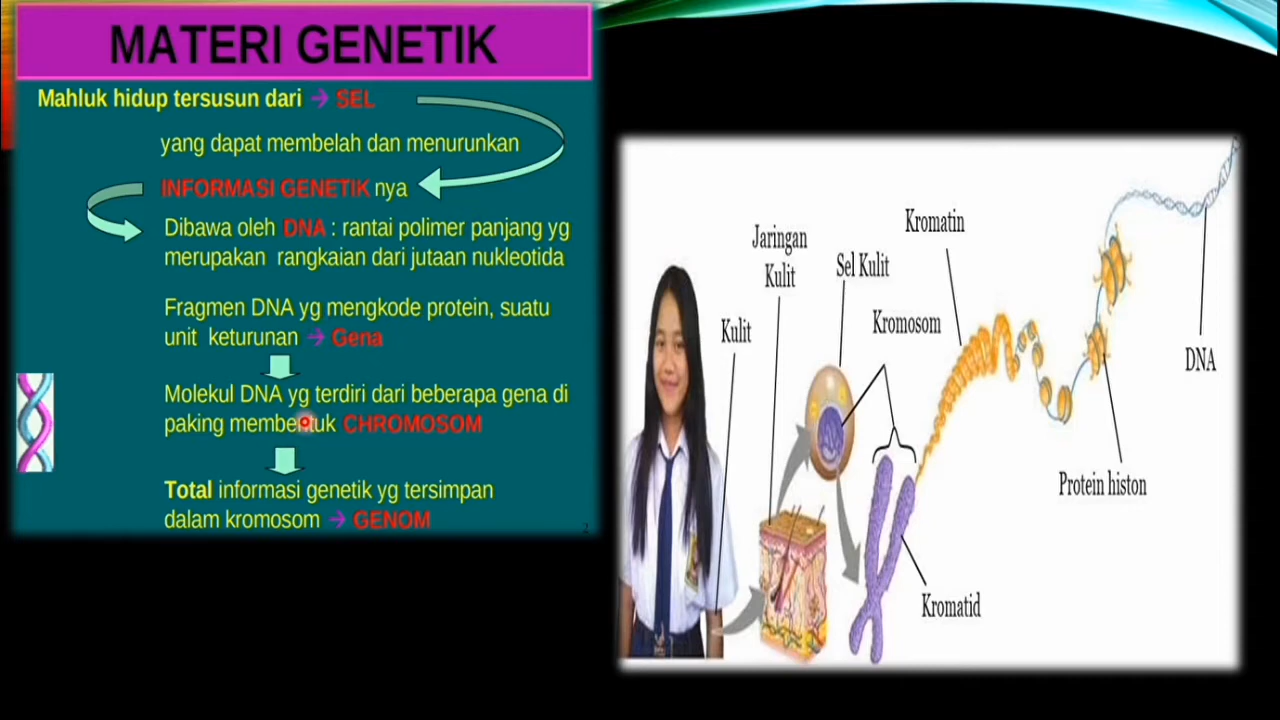 MATERI GENETIK
Mahluk hidup tersusun dari → SEL
yang dapat membelah dan menurunkan
INFORMASI GENETIK nya
Dibawa oleh DNA : rantai polimer panjang yg
merupakan rangkaian dari jutaan nukleotida
Fragmen DNA yg mengkode protein, suatu
unit keturunan → Gena
Molekul DNA yg terdiri dari beberapa gena di
paking membentuk CHROMOSOM
Total informasi genetik yg tersimpan
dalam kromosom → GENOM
2
Kulit
Jaringan
Kulit
Sel Kulit
Kromosom
Kromatin
Kromatid
Protein histon
DNA